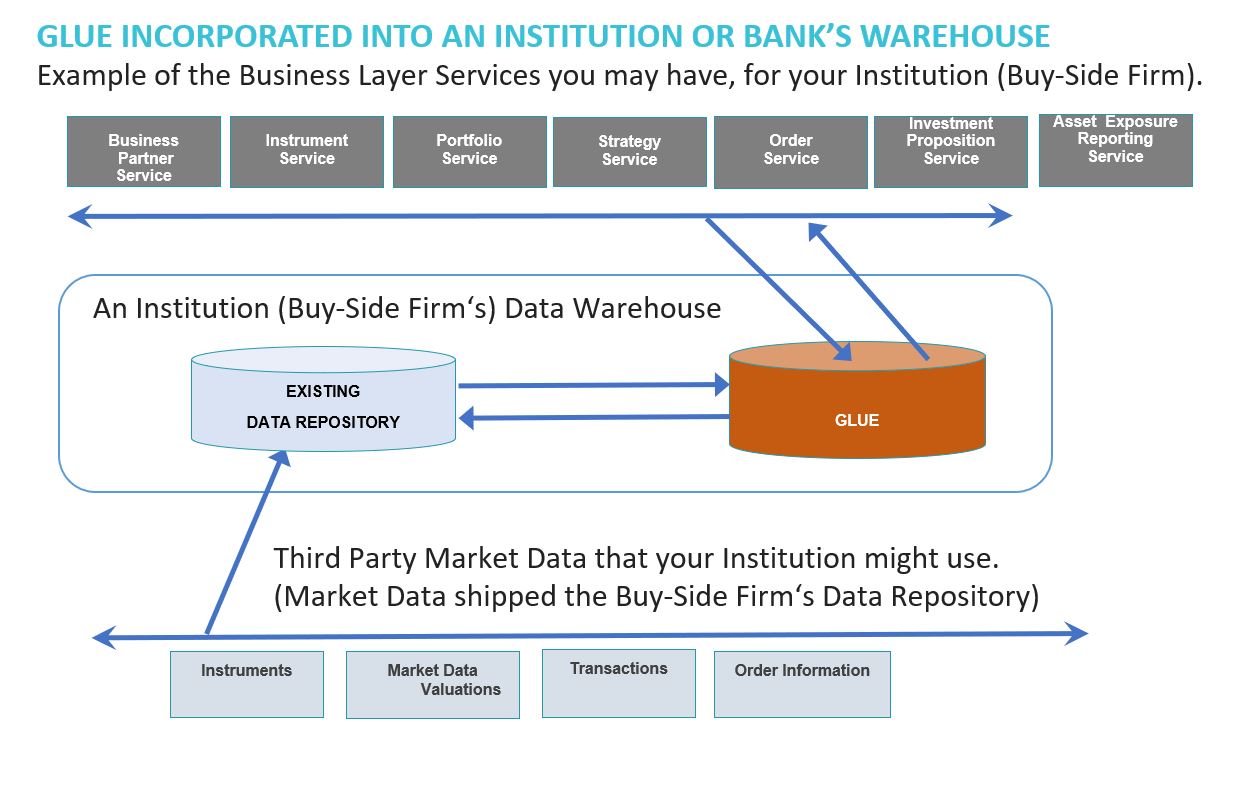 GLUE INCORPORATED INTO AN INSTITUTION OR BANK’S WAREHOUSE
Example of the Business Layer Services you may have, for your Institution (Buy-Side Firm).
Business
Partner
Service
Instrument
Service
Portfolio
Service
Strategy
Service
Order
Service
Investment
Proposition
Service
Asset Exposure
Reporting
Service
An Institution (Buy-Side Firm‘s) Data Warehouse
EXISTING
DATA REPOSITORY
GLUE
Third Party Market Data that your Institution might use.
(Market Data shipped the Buy-Side Firm‘s Data Repository)
Instruments
Market Data
Valuations
Transactions
Order Information